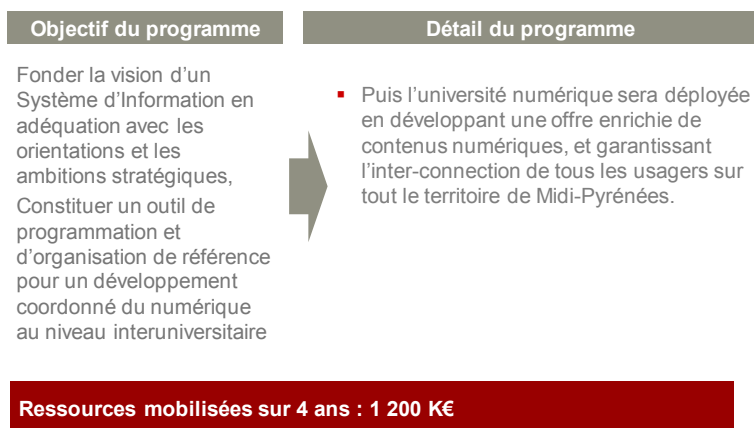 Objectif du programme
Détail du programme
Fonder la vision d’un
Système d’Information en
adéquation avec les
orientations et les
ambitions stratégiques,
Constituer un outil de
programmation et
d’organisation de référence
pour un développement
coordonné du numérique
au niveau interuniversitaire
▪ Puis l’université numérique sera déployée
en développant une offre enrichie de
contenus numériques, et garantissant
l’inter-connection de tous les usagers sur
tout le territoire de Midi-Pyrénées.
Ressources mobilisées sur 4 ans : 1 200 K€